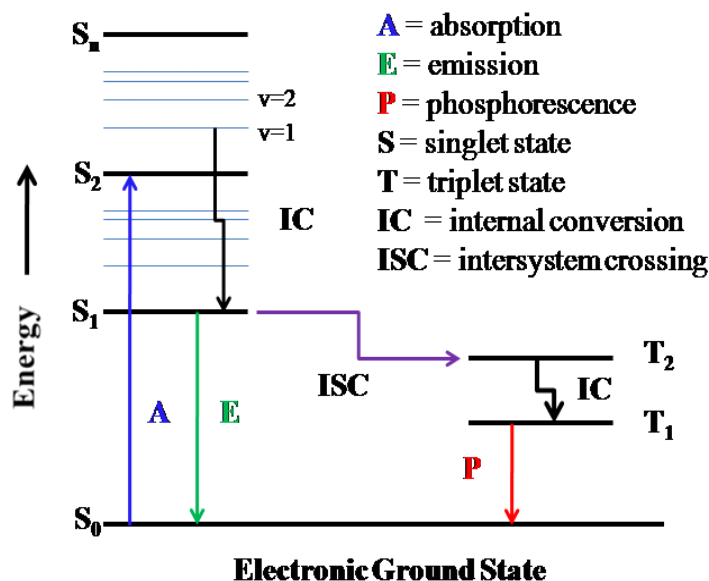 Sn
A = absorption
E = emission
P = phosphorescence
S = singlet state
T = triplet state
IC = internal conversion
ISC = intersystem crossing
v=2
v=1
S2
IC
Energy
S1
T2
ISC
IC
T1
A
E
P
S0
Electronic Ground State